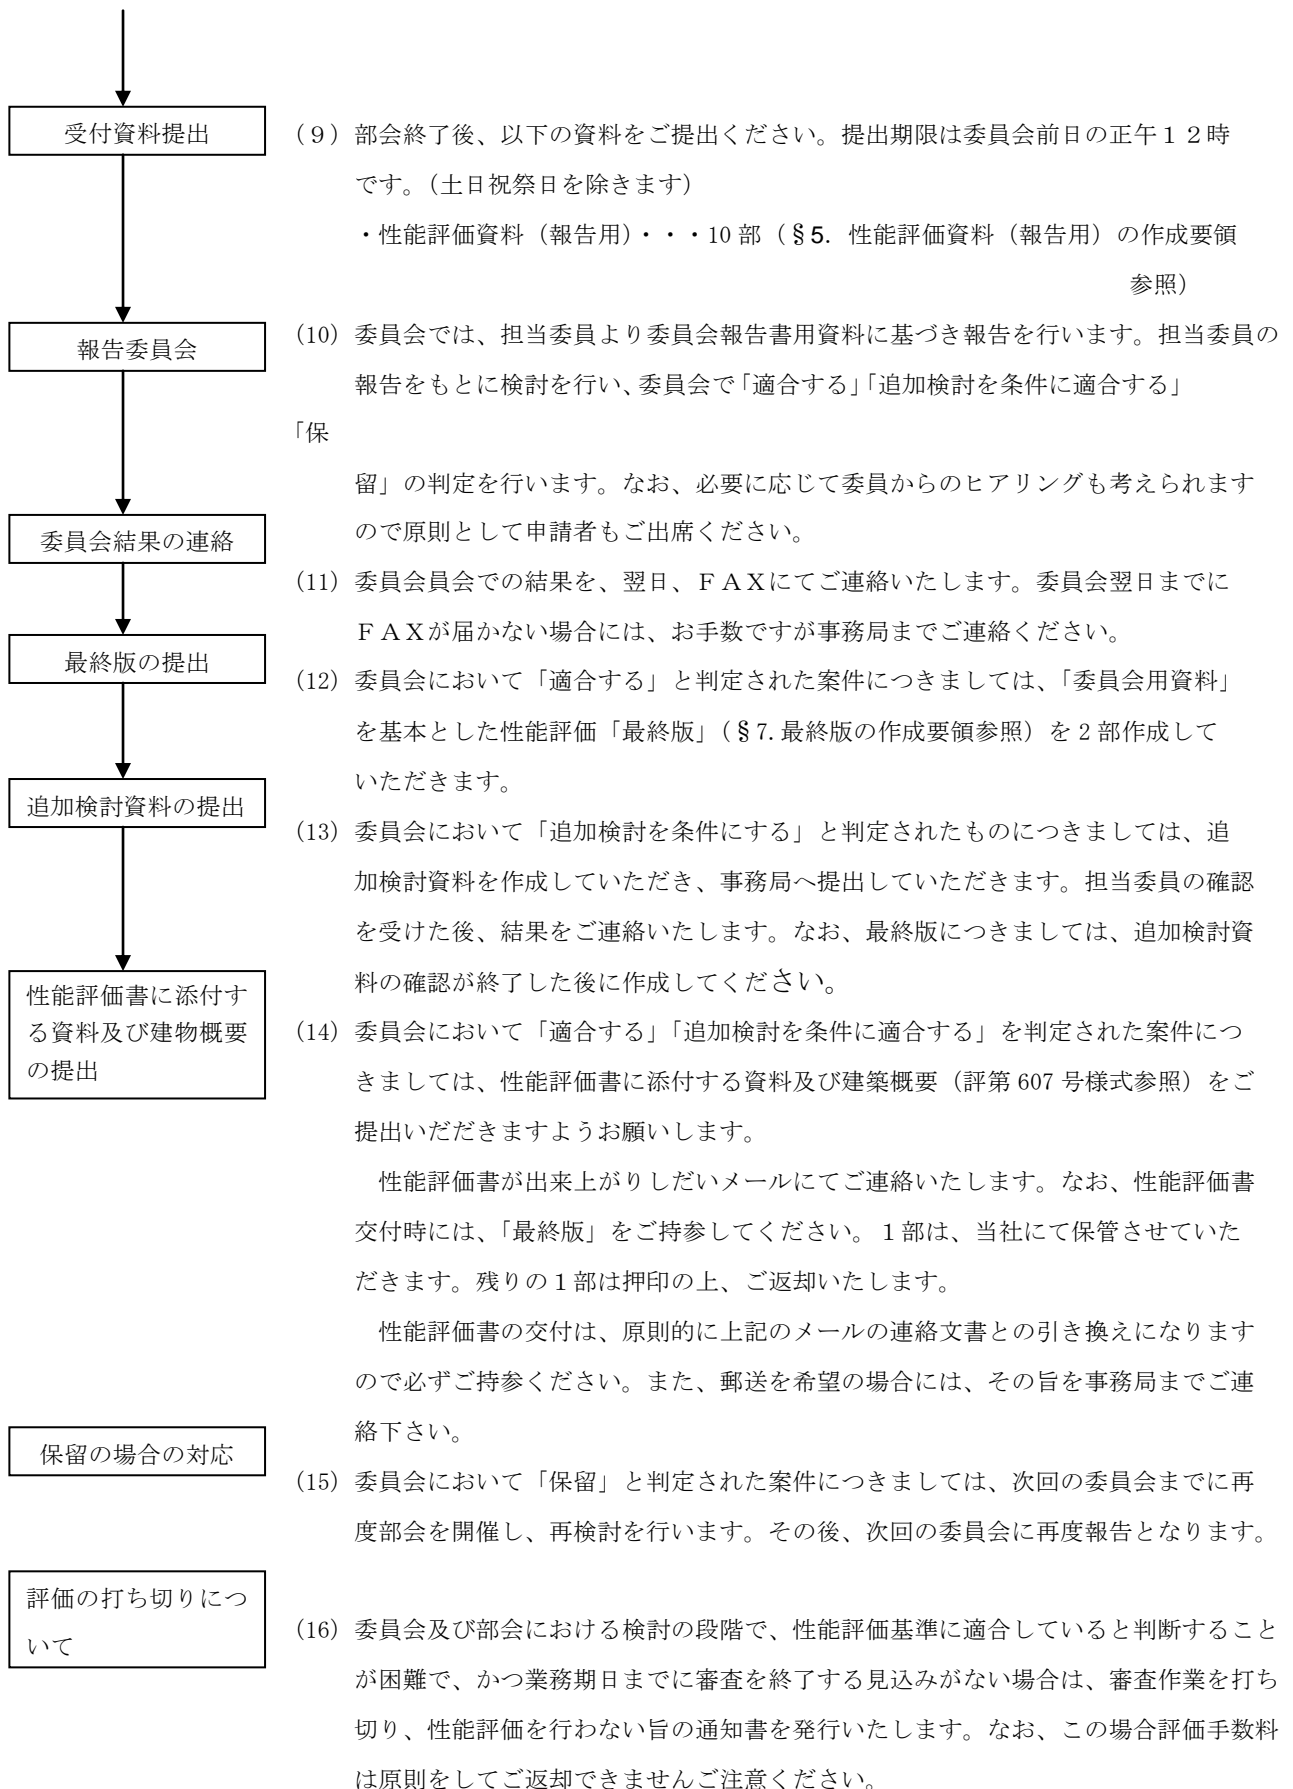 受付資料提出
(９) 部会終了後、以下の資料をご提出ください。提出期限は委員会前日の正午１２時
です。（土日祝祭日を除きます）
・性能評価資料（報告用）・・・10 部（§5．性能評価資料（報告用）の作成要領
参照）
報告委員会
(10) 委員会では、担当委員より委員会報告書用資料に基づき報告を行います。担当委員の
報告をもとに検討を行い、委員会で「適合する」「追加検討を条件に適合する」
「保
留」の判定を行います。なお、必要に応じて委員からのヒアリングも考えられます
ので原則として申請者もご出席ください。
委員会結果の連絡
(11) 委員会員会での結果を、翌日、ＦＡＸにてご連絡いたします。委員会翌日までに
ＦＡＸが届かない場合には、お手数ですが事務局までご連絡ください。
最終版の提出
(12) 委員会において「適合する」と判定された案件につきましては、「委員会用資料」
を基本とした性能評価「最終版」（§7.最終版の作成要領参照）を 2 部作成して
いただきます。
追加検討資料の提出
(13) 委員会において「追加検討を条件にする」と判定されたものにつきましては、追
加検討資料を作成していただき、事務局へ提出していただきます。担当委員の確認
を受けた後、結果をご連絡いたします。なお、最終版につきましては、追加検討資
料の確認が終了した後に作成してください。
性能評価書に添付す
る資料及び建物概要
の提出
(14) 委員会において「適合する」「追加検討を条件に適合する」を判定された案件につ
きましては、性能評価書に添付する資料及び建築概要（評第 607 号様式参照）をご
提出いだだきますようお願いします。
性能評価書が出来上がりしだいメールにてご連絡いたします。なお、性能評価書
交付時には、「最終版」をご持参してください。１部は、当社にて保管させていた
だきます。残りの１部は押印の上、ご返却いたします。
性能評価書の交付は、原則的に上記のメールの連絡文書との引き換えになります
ので必ずご持参ください。また、郵送を希望の場合には、その旨を事務局までご連
絡下さい。
保留の場合の対応
(15) 委員会において「保留」と判定された案件につきましては、次回の委員会までに再
度部会を開催し、再検討を行います。その後、次回の委員会に再度報告となります。
評価の打ち切りにつ
いて
(16) 委員会及び部会における検討の段階で、性能評価基準に適合していると判断すること
が困難で、かつ業務期日までに審査を終了する見込みがない場合は、審査作業を打ち
切り、性能評価を行わない旨の通知書を発行いたします。なお、この場合評価手数料
は原則をしてご返却できませんご注意ください。